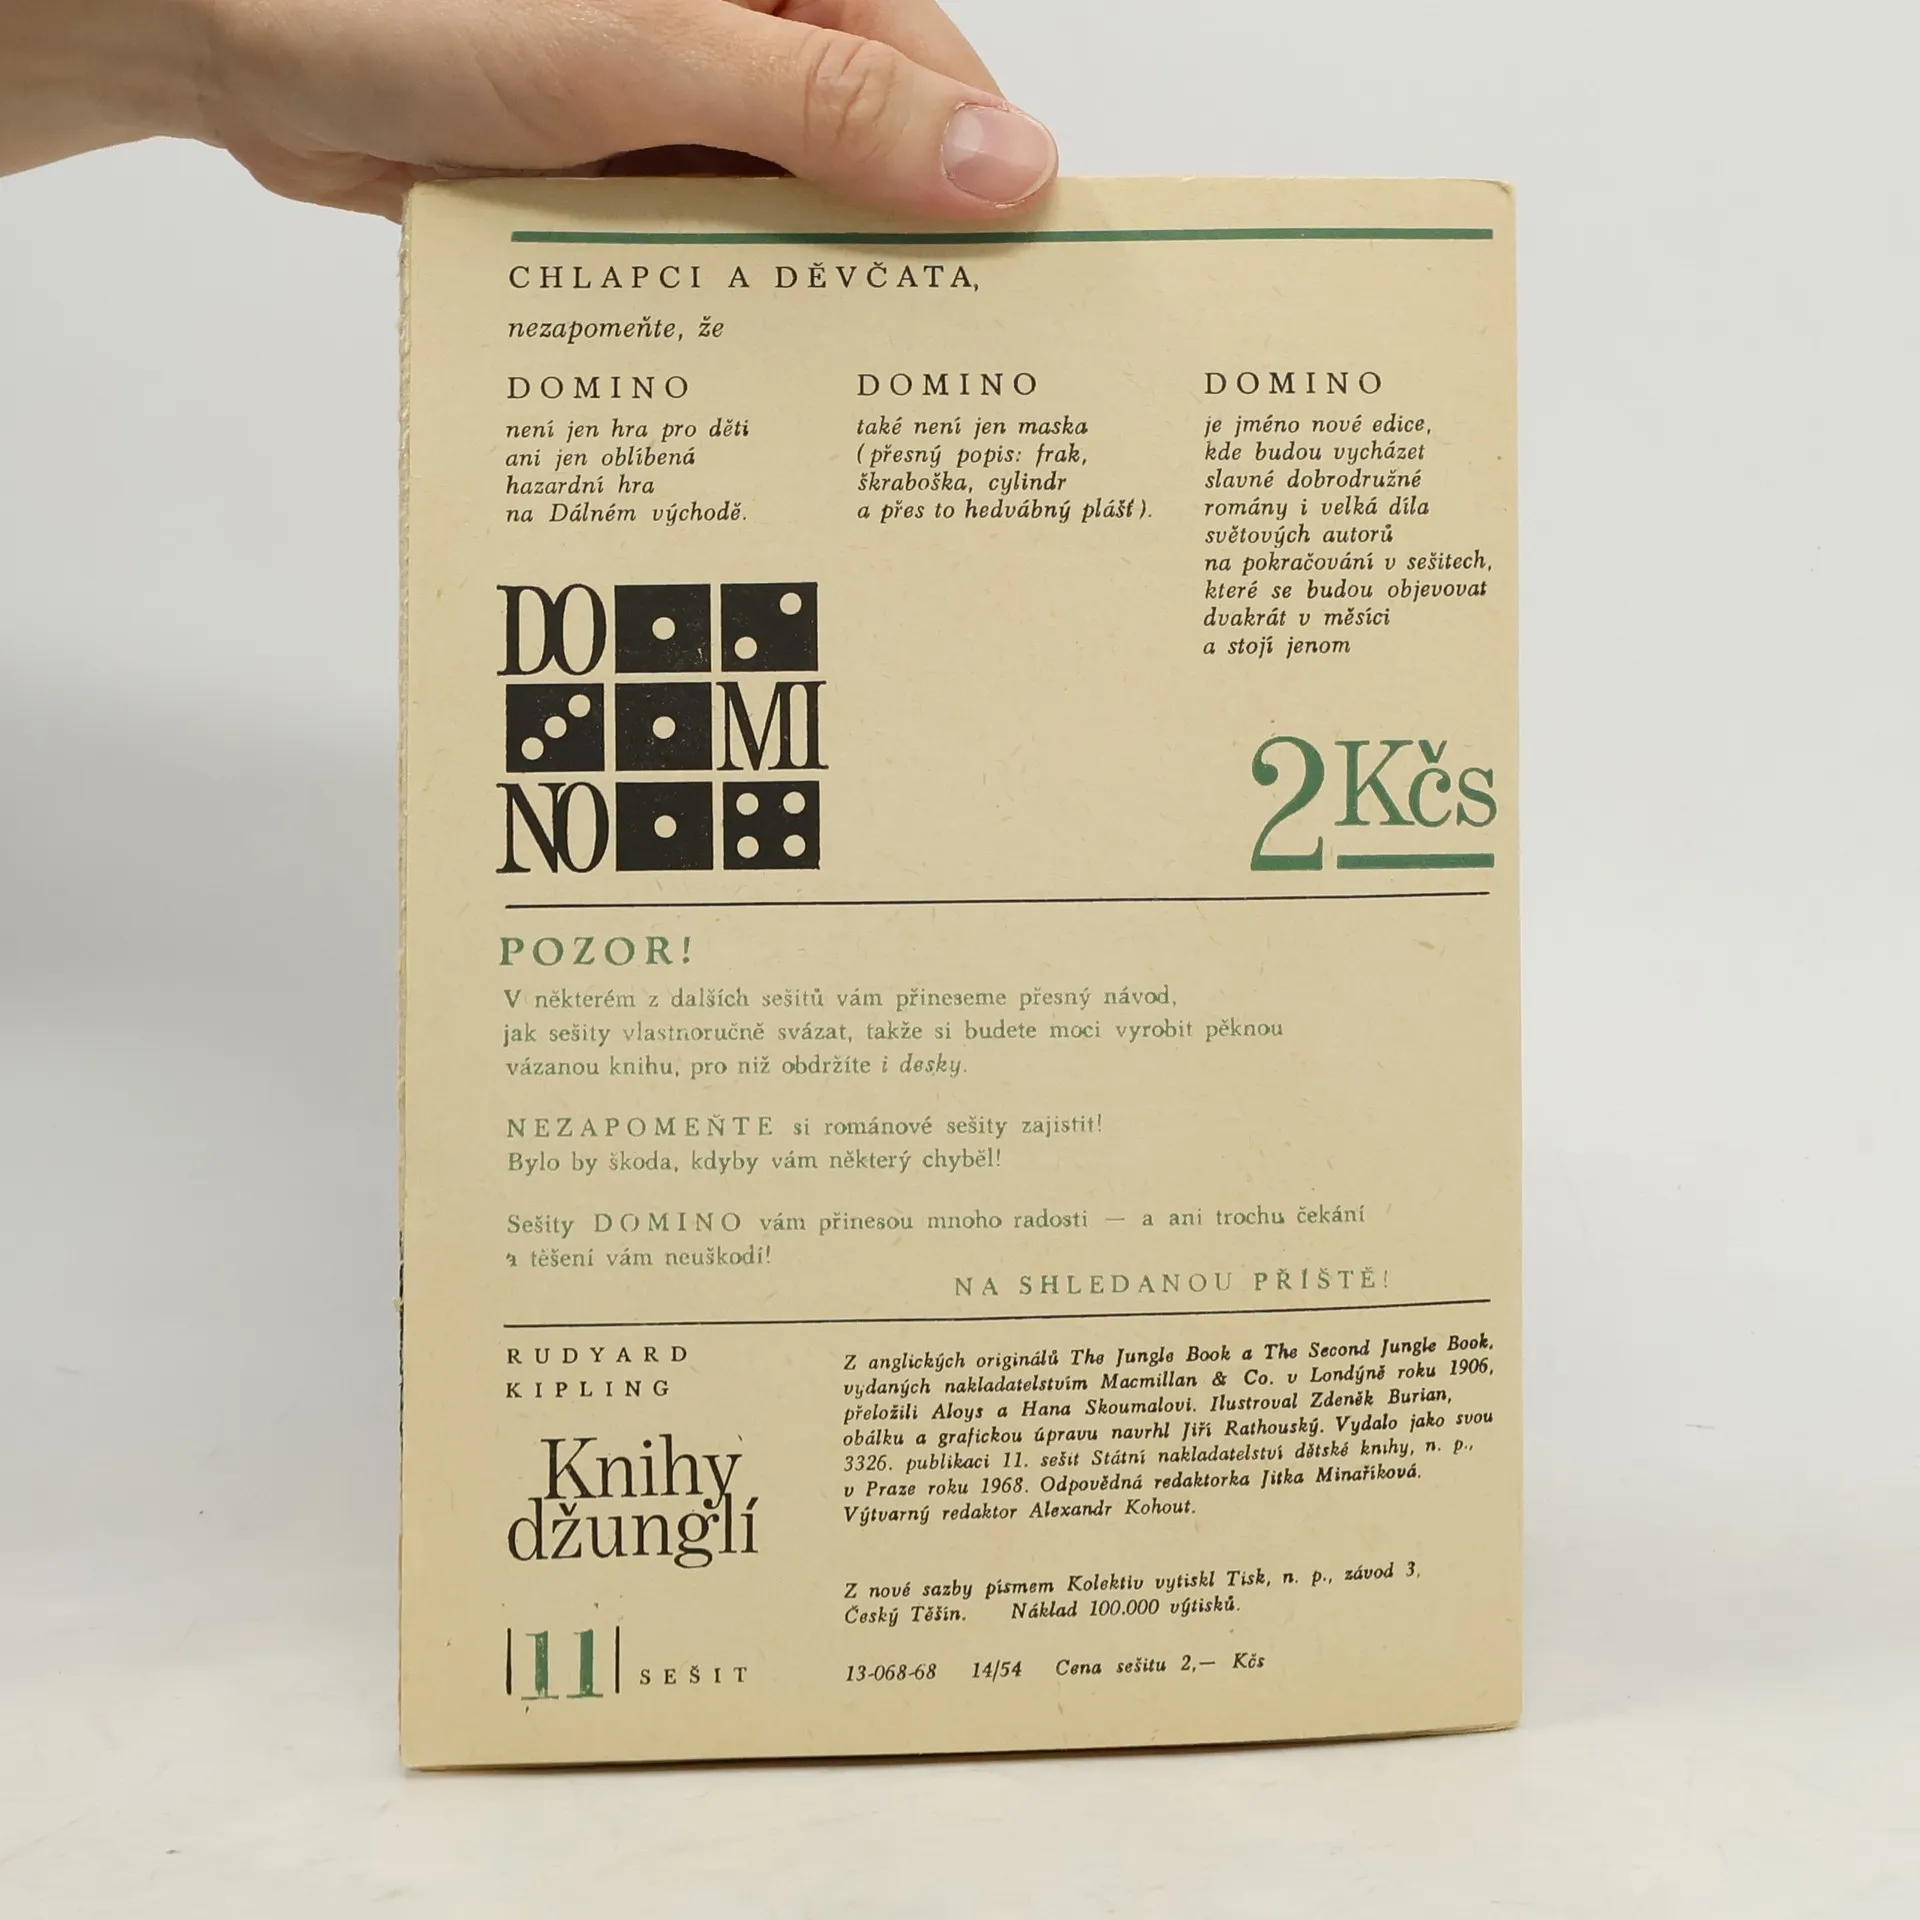 CHLAPCI A DĚVČATA,
nezapomeňte, že
DOMINO
není jen hra pro děti
ani jen oblíbená
hazardní hra
na Dálném východě.
DOMINO
také není jen maska
(přesný popis: frak,
škraboška, cylindr
a přes to hedvábný plášť).
DOMINO
je jméno nové edice,
kde budou vycházet
slavné dobrodružné
romány i velká díla
světových autorů
na pokračování v sešitech,
které se budou objevovat
dvakrát v měsíci
a stojí jenom
DO
MI
NO
2 Kčs
POZOR!
V některém z dalších sešitů vám přineseme přesný návod,
jak sešity vlastnoručně svázat, takže si budete moci vyrobit pěknou
vázanou knihu, pro niž obdržíte i desky.
NEZAPOMEŇTE si románové sešity zajistit!
Bylo by škoda, kdyby vám některý chyběl!
Sešity DOMINO vám přinesou mnoho radosti — a ani trochu čekání
a těšení vám neuškodí!
NA SHLEDANOU PŘÍŠTĚ!
RUDYARD
KIPLING
Knihy
džunglí
|11| SEŠIT
Z anglických originálů The Jungle Book a The Second Jungle Book,
vydaných nakladatelstvím Macmillan & Co. v Londýně roku 1906,
přeložili Aloys a Hana Skoumalovi. Ilustroval Zdeněk Burian,
obálku a grafickou úpravu navrhl Jiří Rathouský. Vydalo jako svou
3326. publikaci 11. sešit Státní nakladatelství dětské knihy, n. p.,
v Praze roku 1968. Odpovědná redaktorka Jitka Minaříková.
Výtvarný redaktor Alexandr Kohout.
Z nové sazby písmem Kolektiv vytiskl Tisk, n. p., závod 3,
Český Těšín. Náklad 100.000 výtisků.
13-068-68 14/54 Cena sešitu 2,— Kčs